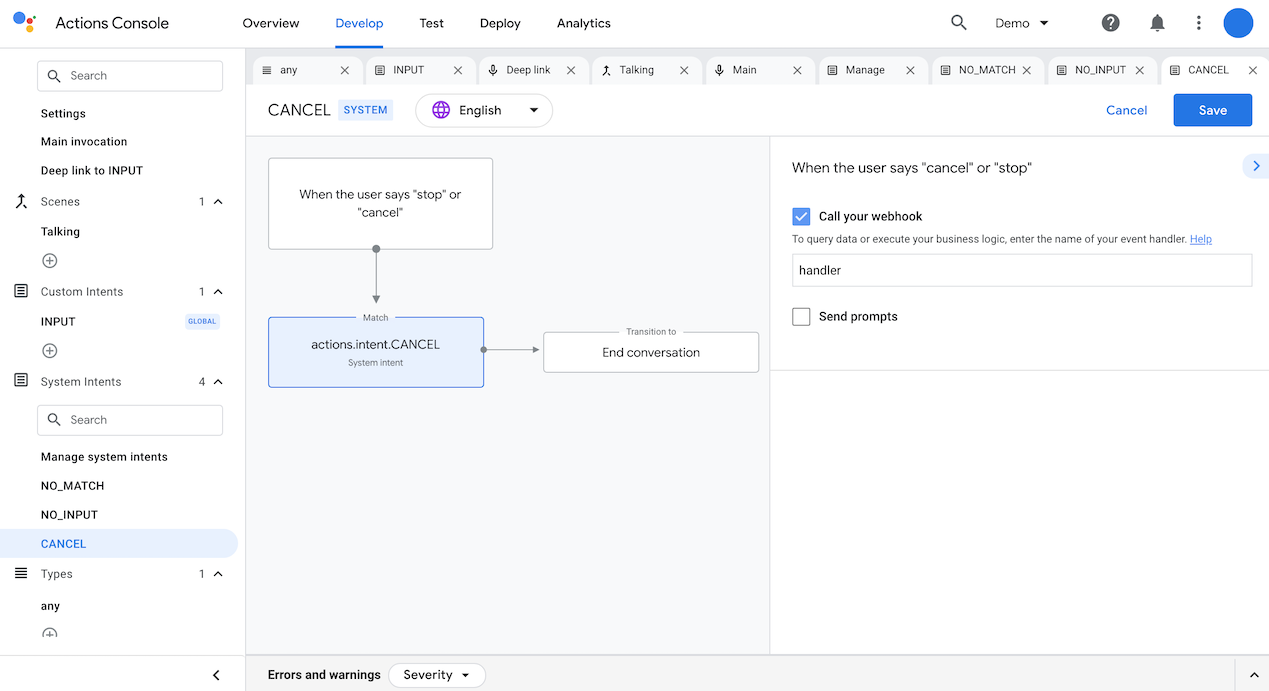 Actions Console
Overview
Develop
Test
Deploy
Analytics
Demo
Search
Settings
Main invocation
Deep link to INPUT
Scenes 1
Talking
Custom Intents 1
INPUT GLOBAL
System Intents 4
Search
Manage system intents
NO_MATCH
NO_INPUT
CANCEL
Types 1
any
any
INPUT
Deep link
Talking
Main
Manage
NO_MATCH
NO_INPUT
CANCEL
CANCEL SYSTEM
English
Cancel
Save
When the user says "stop" or
"cancel"
Match
actions.intent.CANCEL
System intent
Transition to
End conversation
When the user says "cancel" or "stop"
Call your webhook
To query data or execute your business logic, enter the name of your event handler. Help
handler
Send prompts
Errors and warnings
Severity